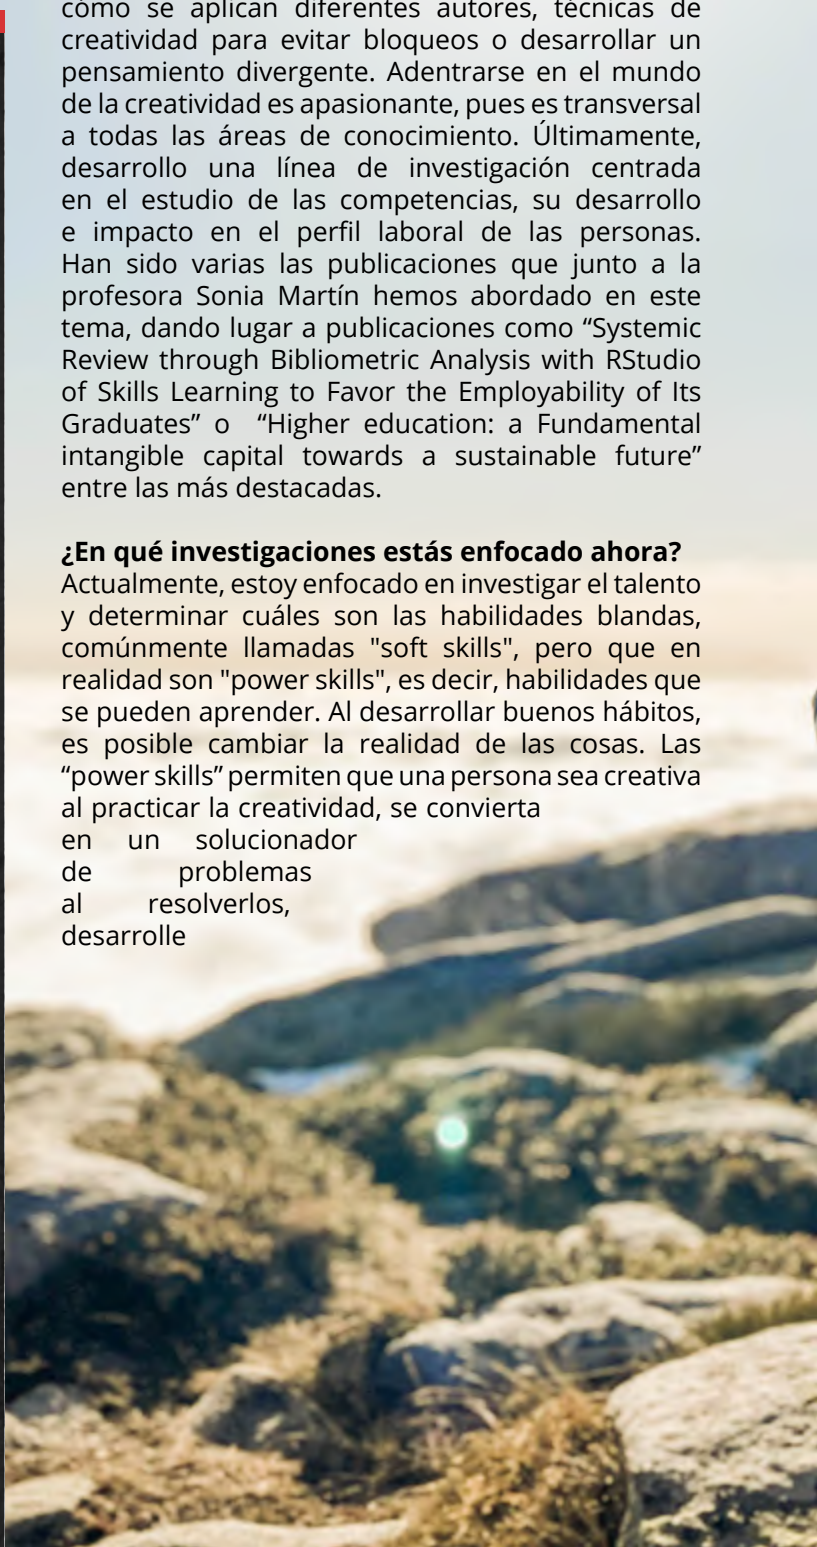 cómo se aplican diferentes autores, técnicas de
creatividad para evitar bloqueos o desarrollar un
pensamiento divergente. Adentrarse en el mundo
de la creatividad es apasionante, pues es transversal
a todas las áreas de conocimiento. Últimamente,
desarrollo una línea de investigación centrada
en el estudio de las competencias, su desarrollo
e impacto en el perfil laboral de las personas.
Han sido varias las publicaciones que junto a la
profesora Sonia Martín hemos abordado en este
tema, dando lugar a publicaciones como “Systemic
Review through Bibliometric Analysis with RStudio
of Skills Learning to Favor the Employability of Its
Graduates” o “Higher education: a Fundamental
intangible capital towards a sustainable future”
entre las más destacadas.
¿En qué investigaciones estás enfocado ahora?
Actualmente, estoy enfocado en investigar el talento
y determinar cuáles son las habilidades blandas,
comúnmente llamadas "soft skills", pero que en
realidad son "power skills", es decir, habilidades que
se pueden aprender. Al desarrollar buenos hábitos,
es posible cambiar la realidad de las cosas. Las
“power skills” permiten que una persona sea creativa
al practicar la creatividad, se convierta
en un solucionador
de problemas
al resolverlos,
desarrolle